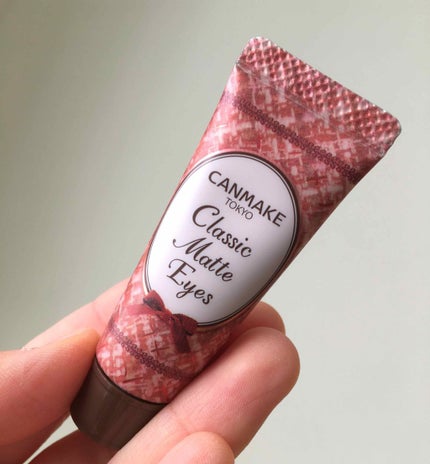 CANMAKE
TOKYO
Classic
Matte
Eyes